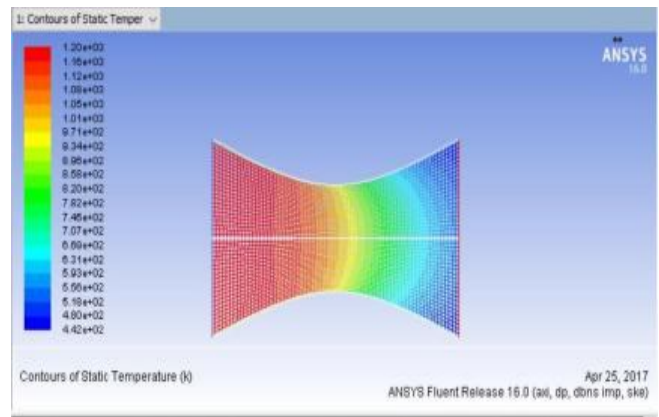 1: Contours of Static Temper
ANSYS
16.0
1.20e+03
1.16e+03
1.12e+03
1.08e+03
1.05e+03
1.01e+03
9.71e+02
9.34e+02
8.96e+02
8.58e+02
8.20e+02
7.82e+02
7.45e+02
7.07e+02
6.69e+02
6.31e+02
5.93e+02
5.56e+02
5.18e+02
4.80e+02
4.42e+02
Contours of Static Temperature (k)
Apr 25, 2017
ANSYS Fluent Release 16.0 (axi, dp, dbns imp, ske)